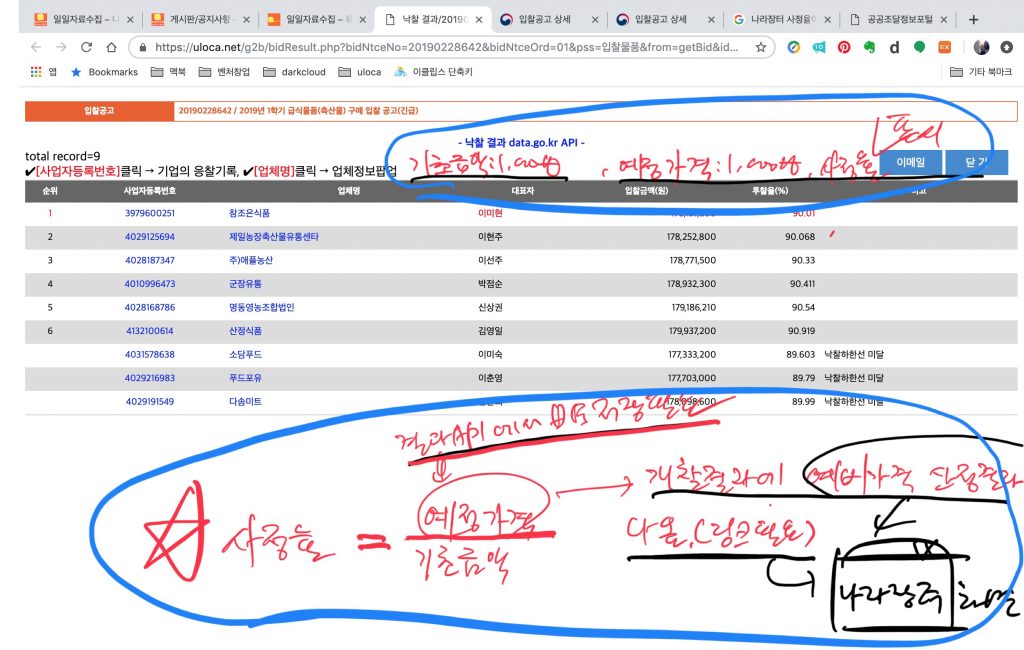 일일자료수집 – 나
게시판/공지사항 -
일일자료수집 – 유
낙찰 결과/20190
입찰공고 상세
입찰공고 상세
나라장터 사정율이
공공조달정보포털
https://uloca.net/g2b/bidResult.php?bidNtceNo=20190228642&bidNtceOrd=01&pss=입찰물품&from=getBid&id...
앱 Bookmarks 맥북 벤처창업 darkcloud uloca 이클립스 단축키 기타 북마크
입찰공고 20190228642 / 2019년 1학기 급식물품(축산물) 구매 입찰 공고(긴급)
- 낙찰 결과 data.go.kr API -
표시
total record=9
기초금액:1,000원, 예정가격:1,000원, 사정율
이메일 닫기
✔[사업자등록번호]클릭 → 기업의 응찰기록, ✔[업체명]클릭 → 업체정보팝업
순위 사업자등록번호 업체명 대표자 입찰금액(원) 투찰율(%) 비고
1 3979600251 참조은식품 이미현 90.01
2 4029125694 제일농장축산물유통센타 이현주 178,252,800 90.068
3 4028187347 주)애플농산 이선주 178,771,500 90.33
4 4010996473 군장유통 박점순 178,932,300 90.411
5 4028168786 명동영농조합법인 신상권 179,186,210 90.54
6 4132100614 산정식품 김영일 179,937,200 90.919
4031578638 소담푸드 이미숙 177,333,200 89.603 낙찰하한선 미달
4029216983 푸드포유 이춘영 177,703,000 89.79 낙찰하한선 미달
4029191549 다솜미트 178,098,600 89.99 낙찰하한선 미달
결과API에서 필요
사정율 = 예정가격
기초금액
개찰결과에 예비가격 산정결과
나옴,(링크필요)
나라장터 화면